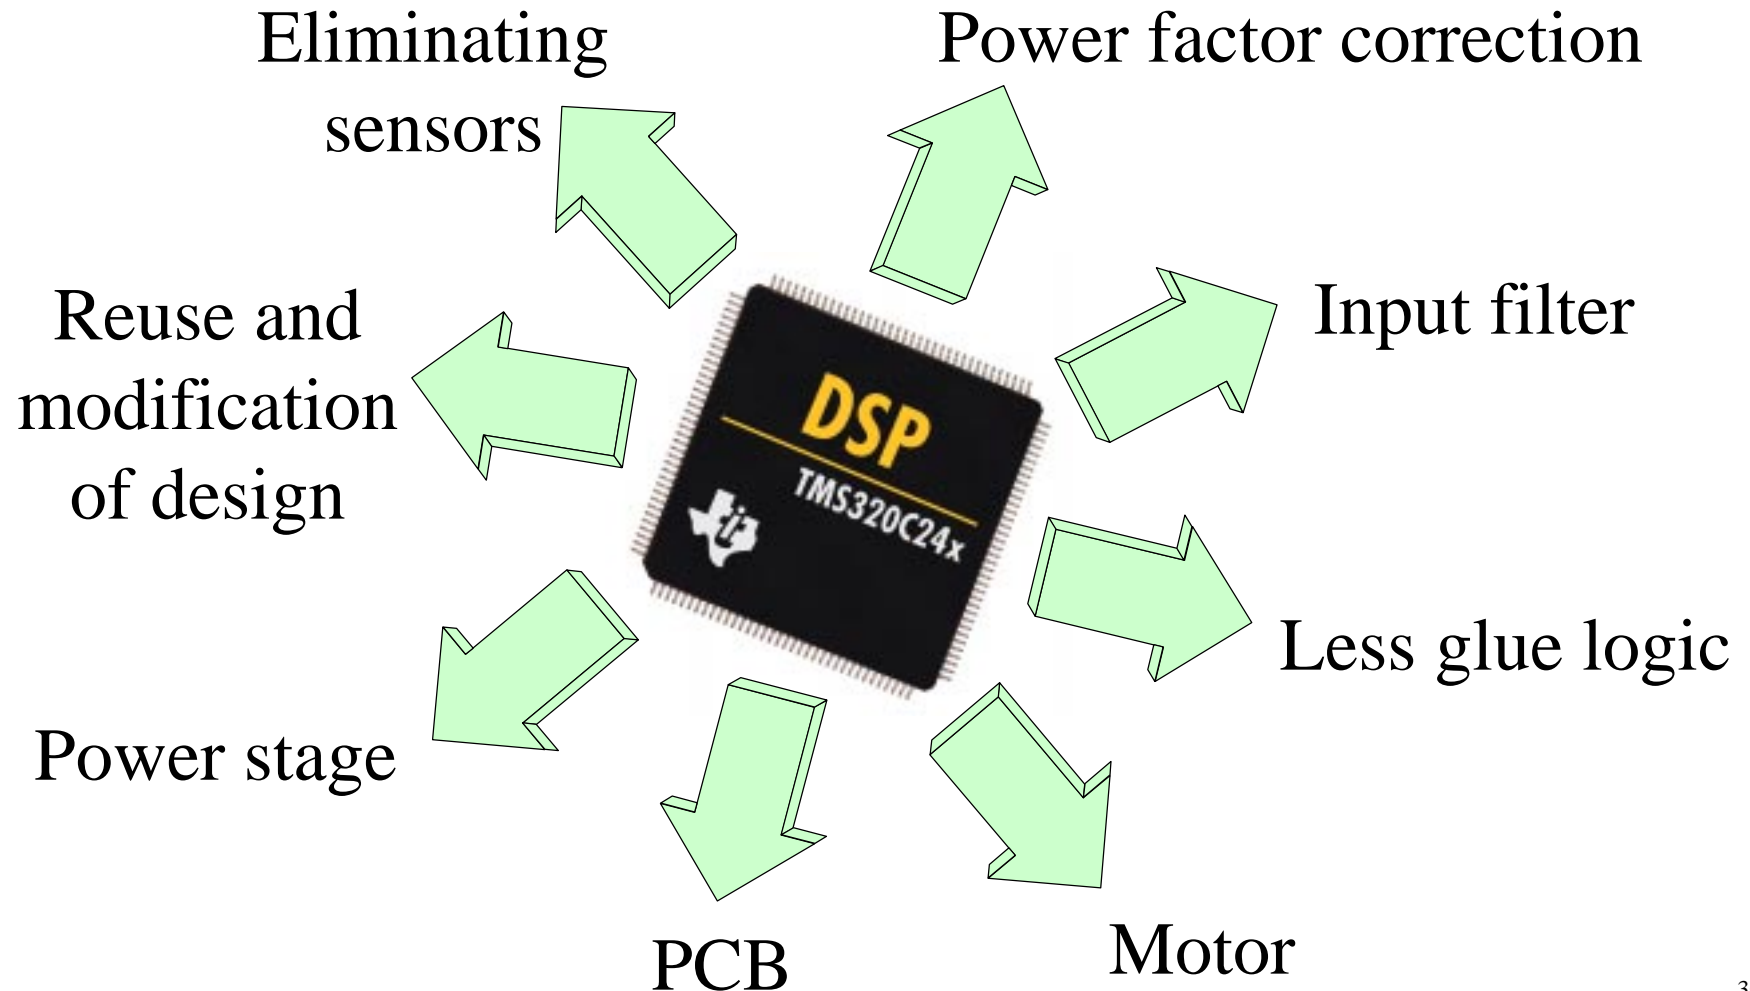 Eliminating
sensors
Power factor correction
Reuse and
modification
of design
Input filter
DSP
TMS320C24x
Less glue logic
Power stage
PCB
Motor
3